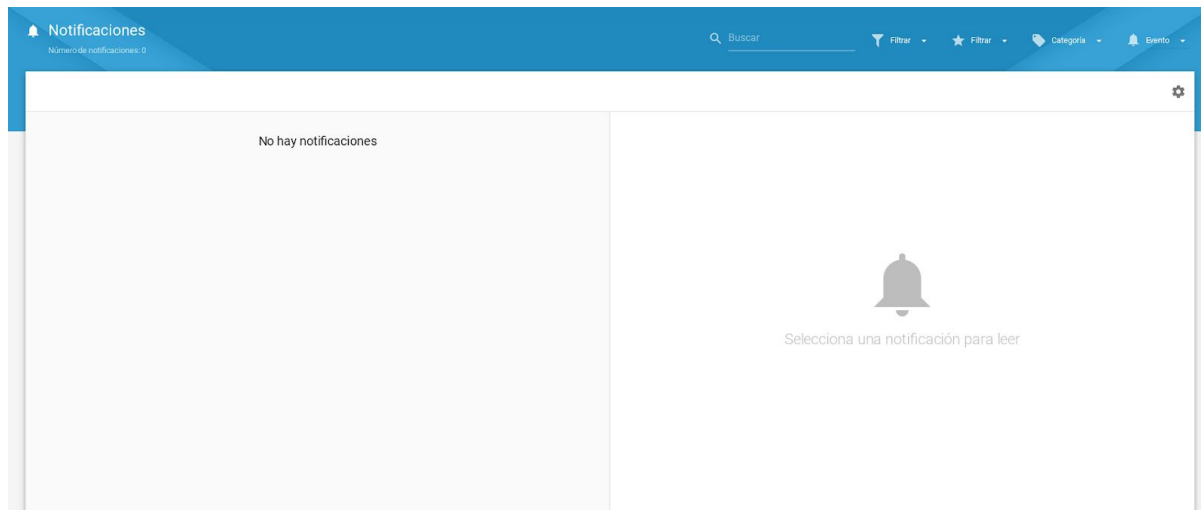 Notificaciones
Número de notificaciones: 0
Buscar
Filtrar
Filtrar
Categoría
Evento
No hay notificaciones
Selecciona una notificación para leer